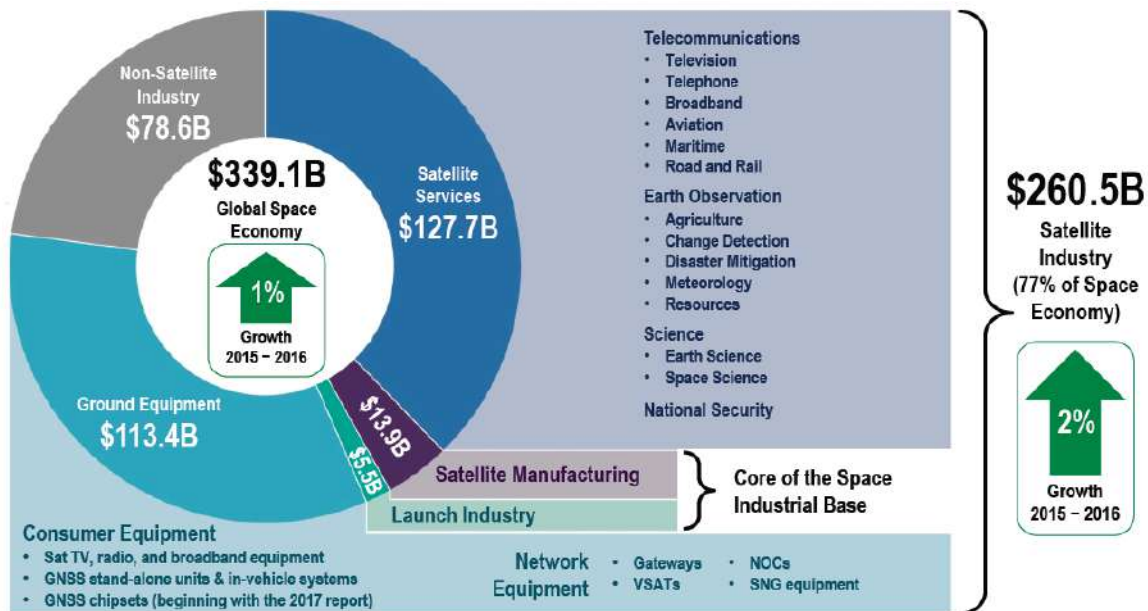 Non-Satellite
Industry
$78.6B
$339.1B
Global Space
Economy
1%
Growth
2015 – 2016
Satellite
Services
$127.7B
Ground Equipment
$113.4B
$13.9B
$5.5B
Telecommunications
• Television
• Telephone
• Broadband
• Aviation
• Maritime
• Road and Rail
Earth Observation
• Agriculture
• Change Detection
• Disaster Mitigation
• Meteorology
• Resources
Science
• Earth Science
• Space Science
National Security
Satellite Manufacturing
Launch Industry
Core of the Space
Industrial Base
$260.5B
Satellite
Industry
(77% of Space
Economy)
2%
Growth
2015 – 2016
Consumer Equipment
• Sat TV, radio, and broadband equipment
• GNSS stand-alone units & in-vehicle systems
• GNSS chipsets (beginning with the 2017 report)
Network
Equipment
• Gateways
• VSATs
• NOCs
• SNG equipment